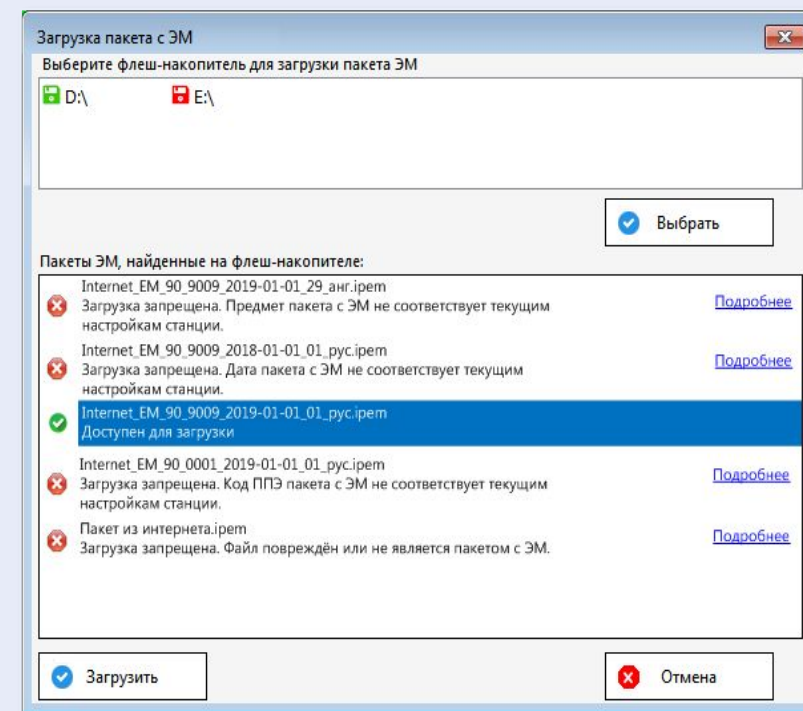 Загрузка пакета с ЭМ
Выберите флеш-накопитель для загрузки пакета ЭМ
D:\ E:\
Выбрать
Пакеты ЭМ, найденные на флеш-накопителе:
Internet_EM_90_9009_2019-01-01_29_анг.ipem
Загрузка запрещена. Предмет пакета с ЭМ не соответствует текущим
настройкам станции.
Подробнее
Internet_EM_90_9009_2018-01-01_01_рус.ipem
Загрузка запрещена. Дата пакета с ЭМ не соответствует текущим
настройкам станции.
Подробнее
Internet_EM_90_9009_2019-01-01_01_рус.ipem
Доступен для загрузки
Internet_EM_90_0001_2019-01-01_01_рус.ipem
Загрузка запрещена. Код ППЭ пакета с ЭМ не соответствует текущим
настройкам станции.
Подробнее
Пакет из интернета.ipem
Загрузка запрещена. Файл повреждён или не является пакетом с ЭМ.
Подробнее
Загрузить
Отмена